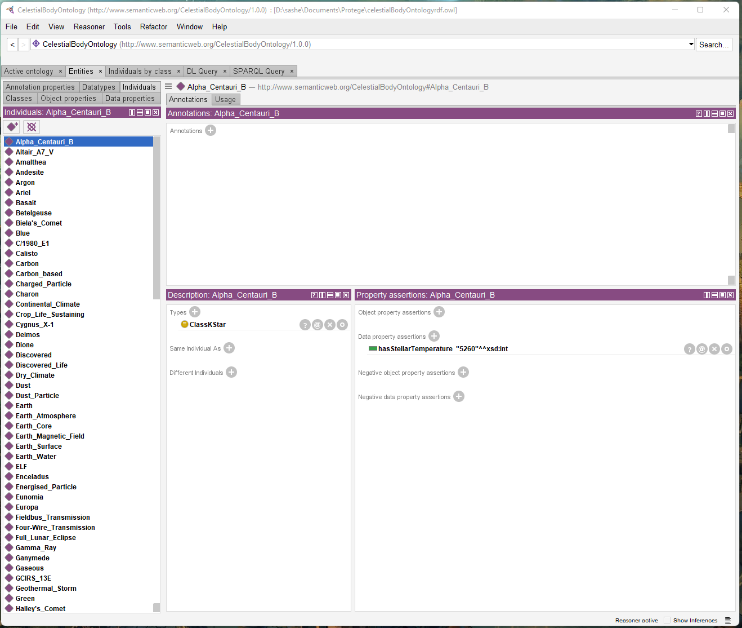 CelestialBodyOntology (http://www.semanticweb.org/CelestialBodyOntology/1.0.0) : [D:\sashe\Documents\Protege\celestialBodyOntologyrdf.owl]
File Edit View Reasoner Tools Refactor Window Help
< > CelestialBodyOntology (http://www.semanticweb.org/CelestialBodyOntology/1.0.0) Search...
Active ontology × Entities × Individuals by class × DL Query × SPARQL Query ×
Annotation properties Datatypes Individuals
Classes Object properties Data properties
Individuals: Alpha_Centauri_B
Alpha_Centauri_B
Altair_A7_V
Amalthea
Andesite
Argon
Ariel
Basalt
Betelgeuse
Biela's_Comet
Blue
C/1980_E1
Calisto
Carbon
Carbon_based
Charged_Particle
Charon
Continental_Climate
Crop_Life_Sustaining
Cygnus_X-1
Deimos
Dione
Discovered
Discovered_Life
Dry_Climate
Dust
Dust_Particle
Earth
Earth_Atmosphere
Earth_Core
Earth_Magnetic_Field
Earth_Surface
Earth_Water
ELF
Enceladus
Energised_Particle
Eunomia
Europa
Fieldbus_Transmission
Four-Wire_Transmission
Full_Lunar_Eclipse
Gamma_Ray
Ganymede
Gaseous
GCIRS_13E
Geothermal_Storm
Green
Halley's_Comet
Alpha_Centauri_B — http://www.semanticweb.org/CelestialBodyOntology#Alpha_Centauri_B
Annotations Usage
Annotations: Alpha_Centauri_B
Annotations
Description: Alpha_Centauri_B
Types
ClassKStar
Same Individual As
Different Individuals
Property assertions: Alpha_Centauri_B
Object property assertions
Data property assertions
hasStellarTemperature "5260"^^xsd:int
Negative object property assertions
Negative data property assertions
Reasoner active Show Inferences